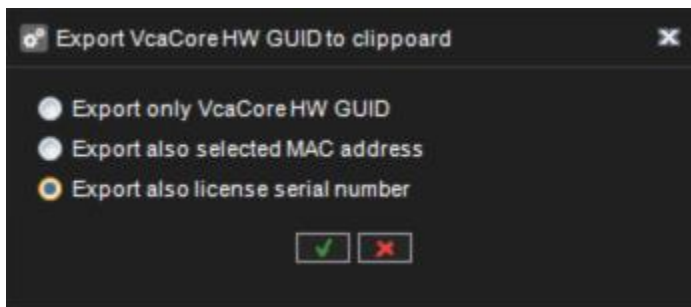 Export VcaCore HW GUID to clippoard
Export only VcaCore HW GUID
Export also selected MAC address
Export also license serial number